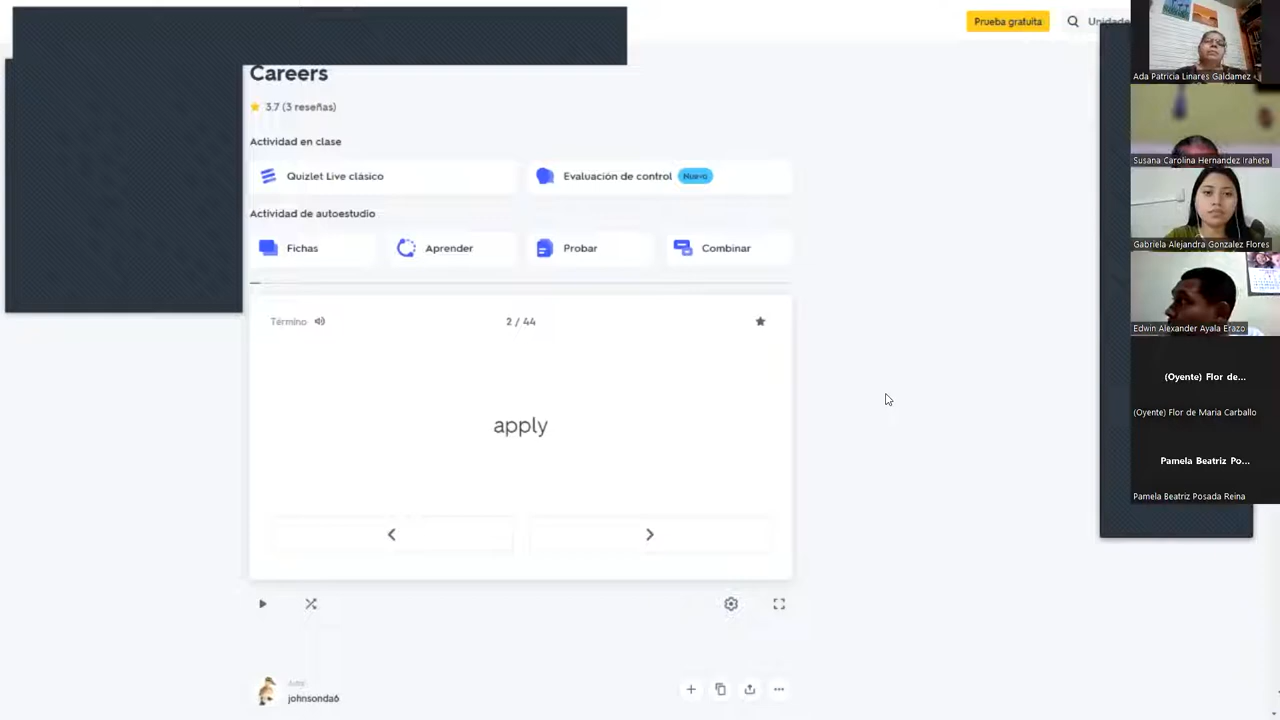 Prueba gratuita
Unidade
Careers
3.7 (3 reseñas)
Actividad en clase
Quizlet Live clásico
Evaluación de control Nuevo
Actividad de autoestudio
Fichas
Aprender
Probar
Combinar
Término
2 / 44
apply
johnsonda6
Ada Patricia Linares Galdamez
Susana Carolina Hernandez Iraheta
Gabriela Alejandra Gonzalez Flores
Edwin Alexander Ayala Erazo
(Oyente) Flor de...
(Oyente) Flor de Maria Carballo
Pamela Beatriz Po...
Pamela Beatriz Posada Reina